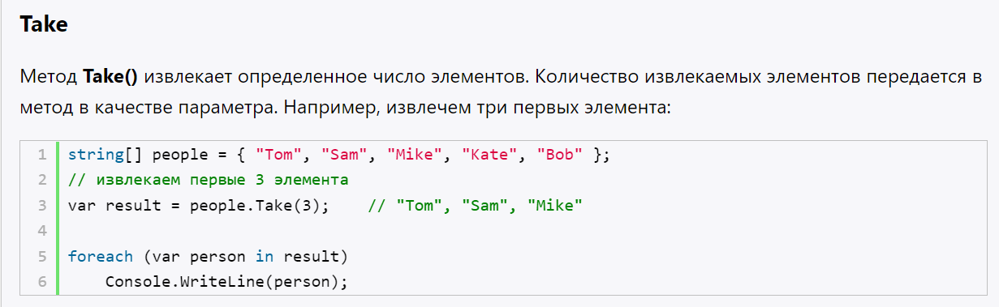 Take
Метод Take() извлекает определенное число элементов. Количество извлекаемых элементов передается в
метод в качестве параметра. Например, извлечем три первых элемента:
1 string[] people = { "Tom", "Sam", "Mike", "Kate", "Bob" };
2 // извлекаем первые 3 элемента
3 var result = people.Take(3);    // "Tom", "Sam", "Mike"
4
5 foreach (var person in result)
6     Console.WriteLine(person);